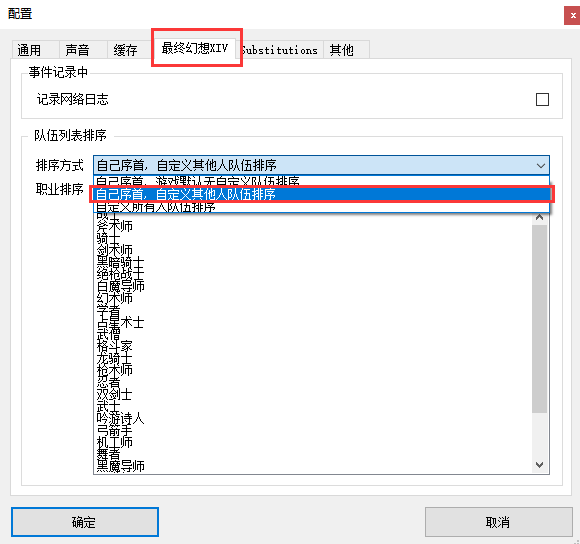 配置
通用 声音 缓存 最终幻想XIV Substitutions 其他
事件记录中
记录网络日志
队伍列表排序
排序方式 自己序首, 自定义其他人队伍排序
职业排序 自己序首, 游戏默认无自定义队伍排序
自己序首, 自定义其他人队伍排序
自定义所有人队伍排序
战士
斧术师
骑士
剑术师
黑暗骑士
绝枪战士
白魔导师
幻术师
学者
占星术士
武僧
格斗家
龙骑士
枪术师
忍者
双剑士
武士
吟游诗人
弓箭手
机工师
舞者
黑魔导师
确定 取消